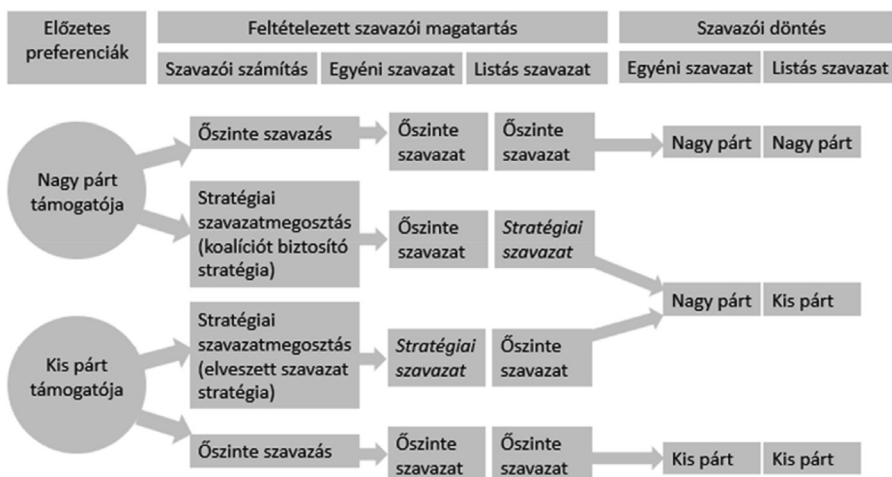 Előzetes
preferenciák
Feltételezett szavazói magatartás
Szavazói döntés
Szavazói számítás
Egyéni szavazat
Listás szavazat
Egyéni szavazat
Listás szavazat
Nagy párt
támogatója
Őszinte szavazás
Őszinte
szavazat
Őszinte
szavazat
Nagy párt
Nagy párt
Stratégiai
szavazatmegosztás
(koalíciót biztosító
stratégia)
Őszinte
szavazat
Stratégiai
szavazat
Nagy párt
Kis párt
Kis párt
támogatója
Stratégiai
szavazatmegosztás
(elveszett szavazat
stratégia)
Stratégiai
szavazat
Őszinte
szavazat
Őszinte szavazás
Őszinte
szavazat
Őszinte
szavazat
Kis párt
Kis párt